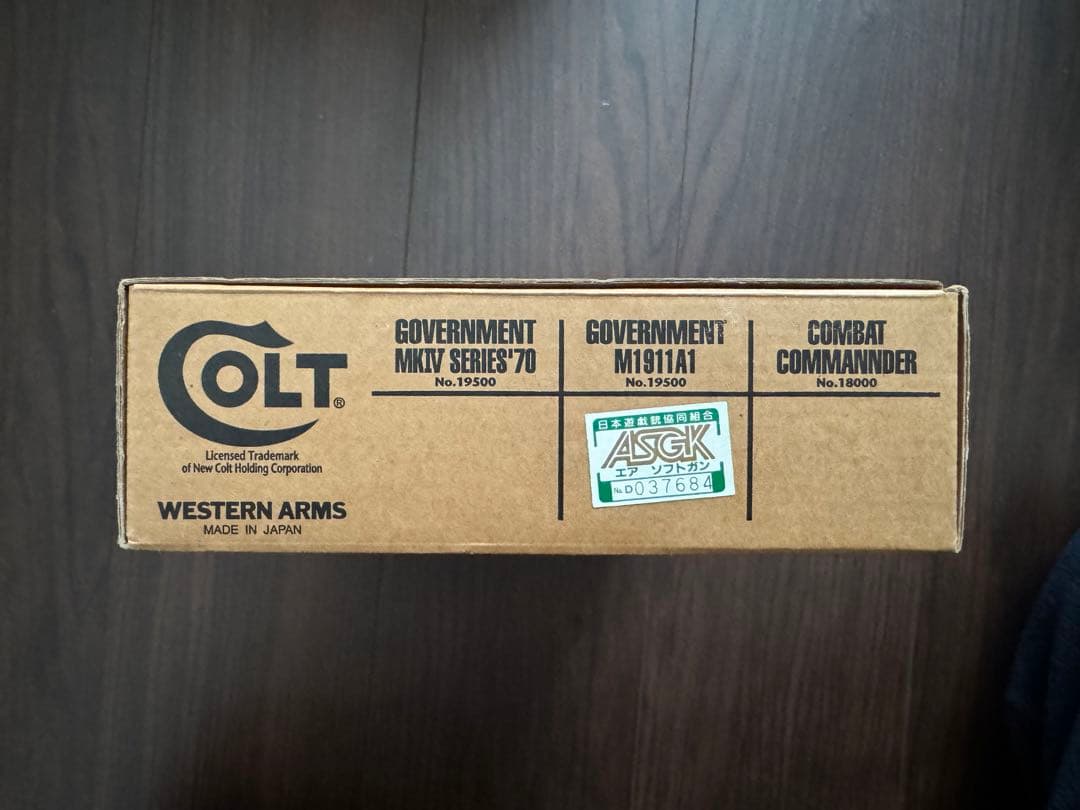 COLT®
Licensed Trademark
of New Colt Holding Corporation
WESTERN ARMS
MADE IN JAPAN
GOVERNMENT
MKIV SERIES'70
No.19500
GOVERNMENT
M1911A1
No.19500
日本遊戯銃協同組合
ASGK
エアソフトガン
No. D037684
COMBAT
COMMANNDER
No.18000